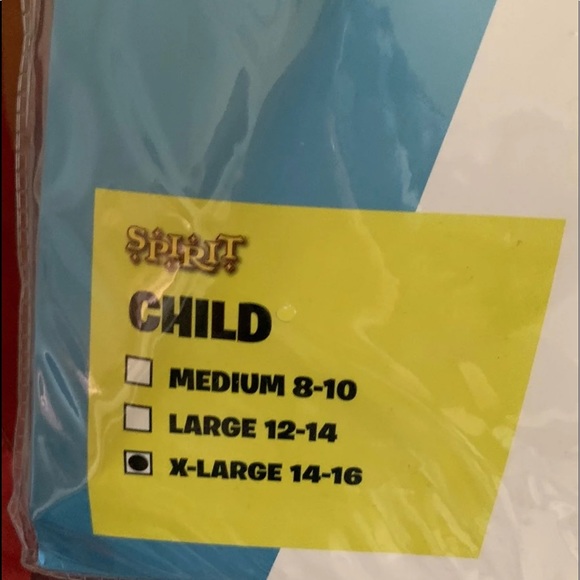 SPIRIT
CHILD
MEDIUM 8-10
LARGE 12-14
X-LARGE 14-16